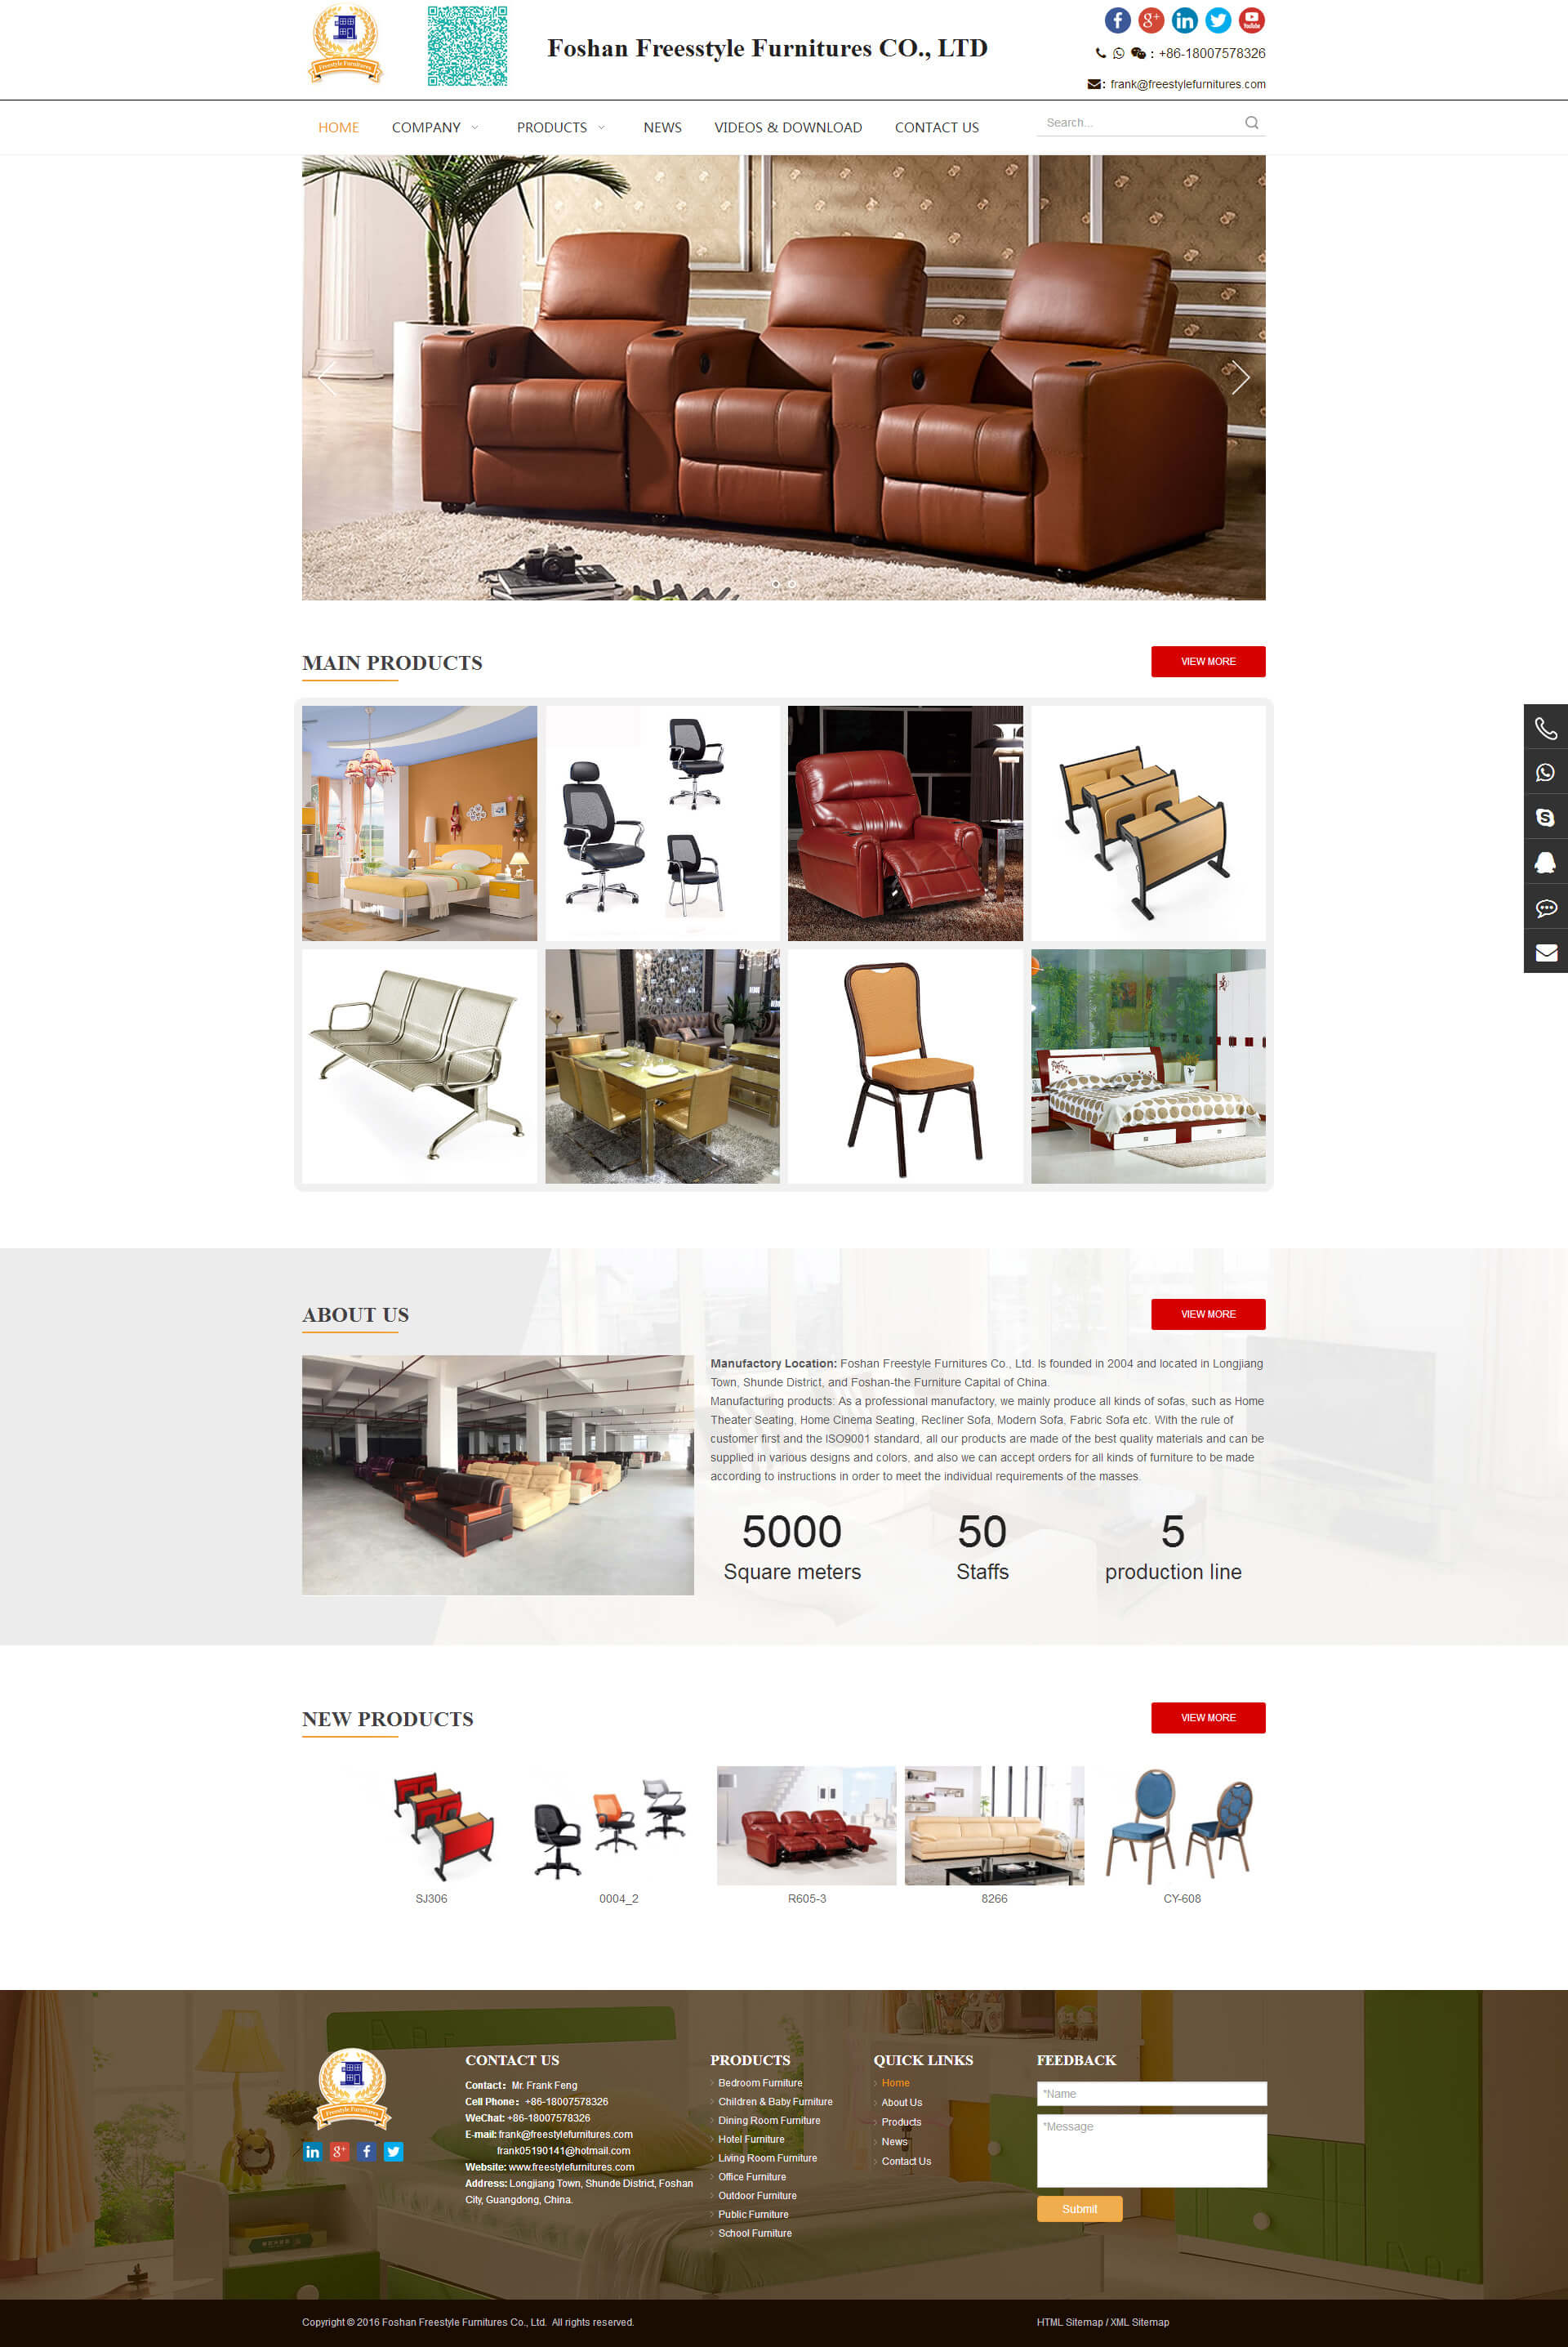 Freestyle Furnitures
Foshan Freesstyle Furnitures CO., LTD
YouTube
: +86-18007578326
: frank@freestylefurnitures.com
HOME
COMPANY
PRODUCTS
NEWS
VIDEOS & DOWNLOAD
CONTACT US
Search...
MAIN PRODUCTS
VIEW MORE
ABOUT US
VIEW MORE
Manufactory Location: Foshan Freestyle Furnitures Co., Ltd. Is founded in 2004 and located in Longjiang
Town, Shunde District, and Foshan-the Furniture Capital of China.
Manufacturing products: As a professional manufactory, we mainly produce all kinds of sofas, such as Home
Theater Seating, Home Cinema Seating, Recliner Sofa, Modern Sofa, Fabric Sofa etc. With the rule of
customer first and the ISO9001 standard, all our products are made of the best quality materials and can be
supplied in various designs and colors, and also we can accept orders for all kinds of furniture to be made
according to instructions in order to meet the individual requirements of the masses.
5000
Square meters
50
Staffs
5
production line
NEW PRODUCTS
VIEW MORE
SJ306
0004_2
R605-3
8266
CY-608
Freestyle Furnitures
CONTACT US
Contact: Mr. Frank Feng
Cell Phone: +86-18007578326
WeChat: +86-18007578326
E-mail: frank@freestylefurnitures.com
frank05190141@hotmail.com
Website: www.freestylefurnitures.com
Address: Longjiang Town, Shunde District, Foshan
City, Guangdong, China.
PRODUCTS
Bedroom Furniture
Children & Baby Furniture
Dining Room Furniture
Hotel Furniture
Living Room Furniture
Office Furniture
Outdoor Furniture
Public Furniture
School Furniture
QUICK LINKS
Home
About Us
Products
News
Contact Us
FEEDBACK
*Name
*Message
Submit
Copyright © 2016 Foshan Freestyle Furnitures Co., Ltd. All rights reserved.
HTML Sitemap / XML Sitemap